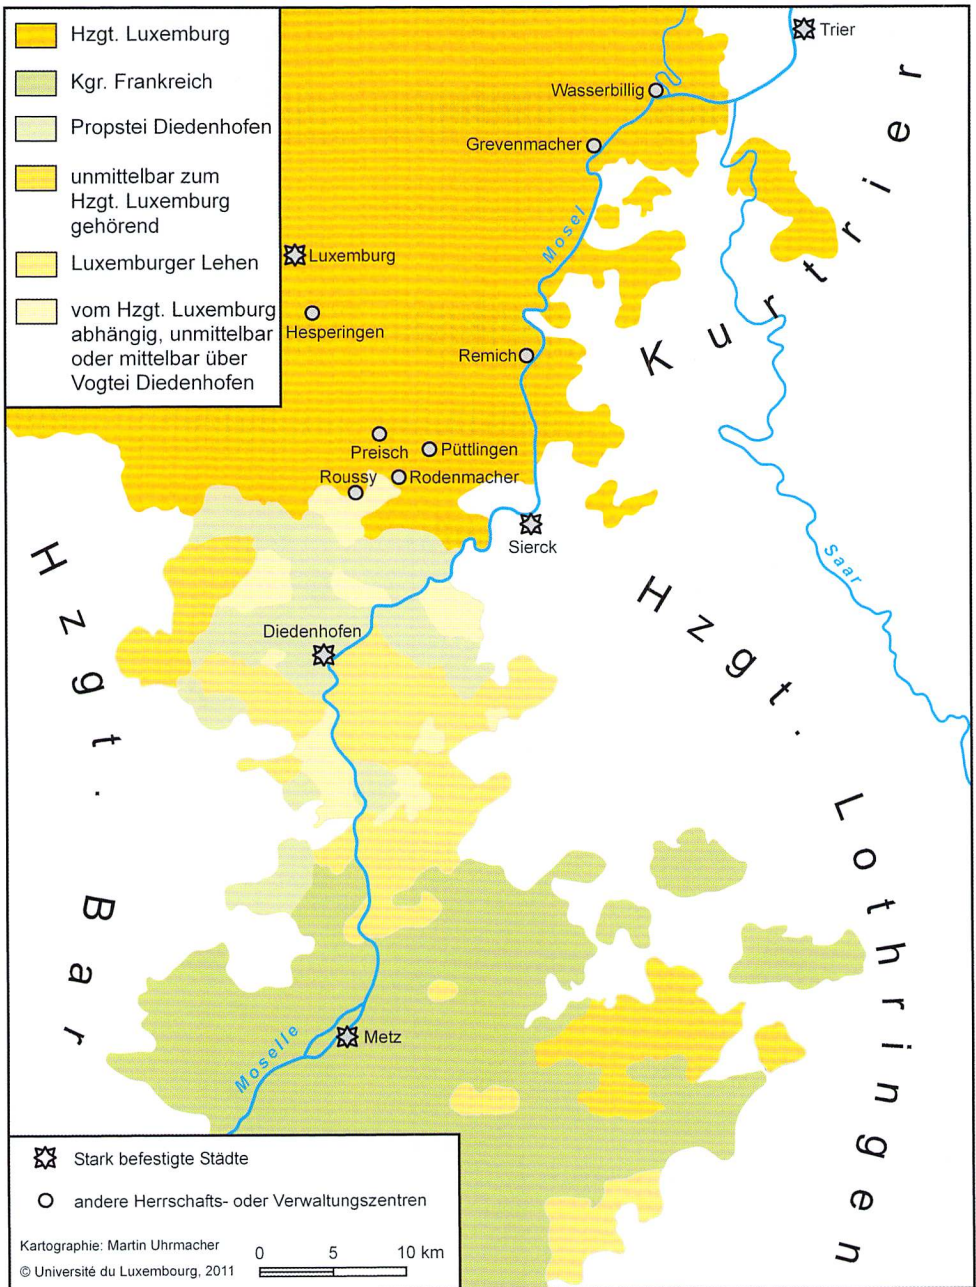 Hzgt. Luxemburg
Kgr. Frankreich
Propstei Diedenhofen
unmittelbar zum
Hzgt. Luxemburg
gehörend
Luxemburger Lehen
vom Hzgt. Luxemburg
abhängig, unmittelbar
oder mittelbar über
Vogtei Diedenhofen
Trier
Wasserbillig
Grevenmacher
Mosel
Kurtrier
Luxemburg
Hesperingen
Remich
Preisch
Püttlingen
Roussy
Rodenmacher
Sierck
Saar
Hzgt. Bar
Hzgt. Lothringen
Diedenhofen
Metz
Moselle
Stark befestigte Städte
andere Herrschafts- oder Verwaltungszentren
Kartographie: Martin Uhrmacher
© Université du Luxembourg, 2011
0 5 10 km